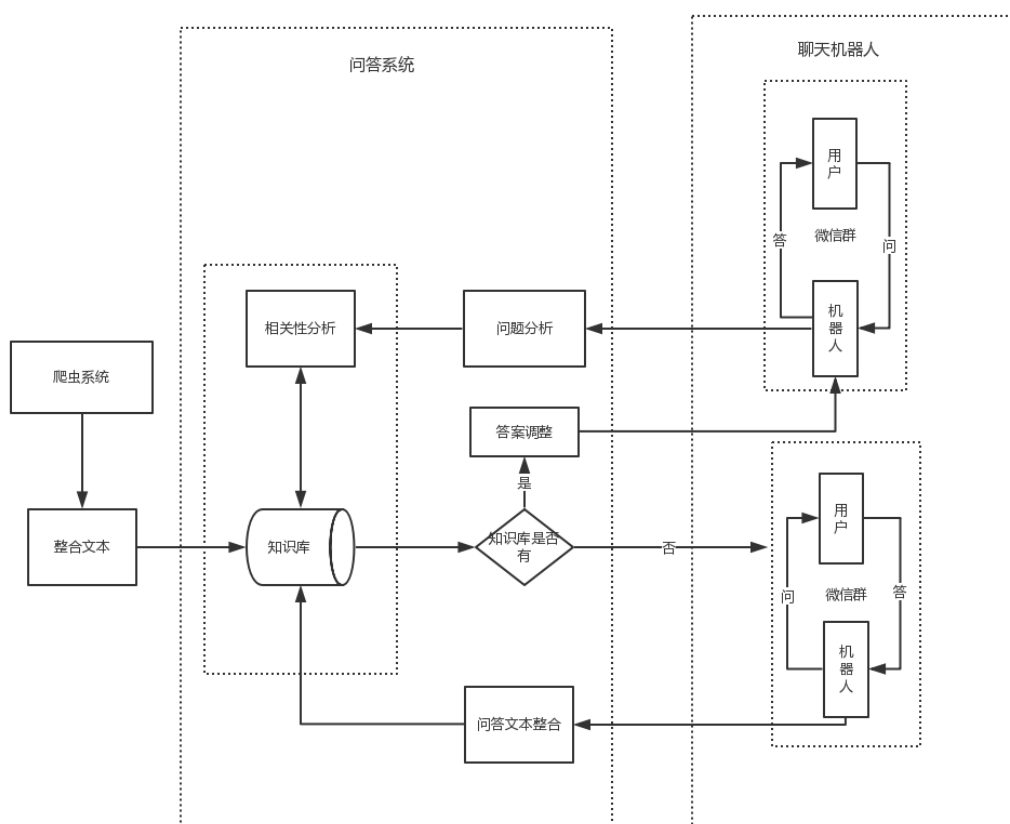 问答系统
聊天机器人
用
户
答
微信群
问
机
器
人
相关性分析
问题分析
爬虫系统
答案调整
是
整合文本
知识库
知识库是否
有
否
用
户
问
微信群
答
机
器
人
问答文本整合